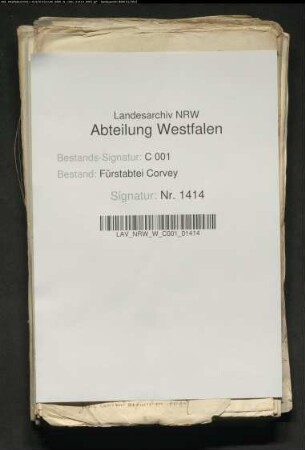 Landesarchiv NRW
Abteilung Westfalen
Bestands-Signatur: C 001
Bestand: Fürstabtei Corvey
Signatur: Nr. 1414
LAV_NRW_W_C001_01414